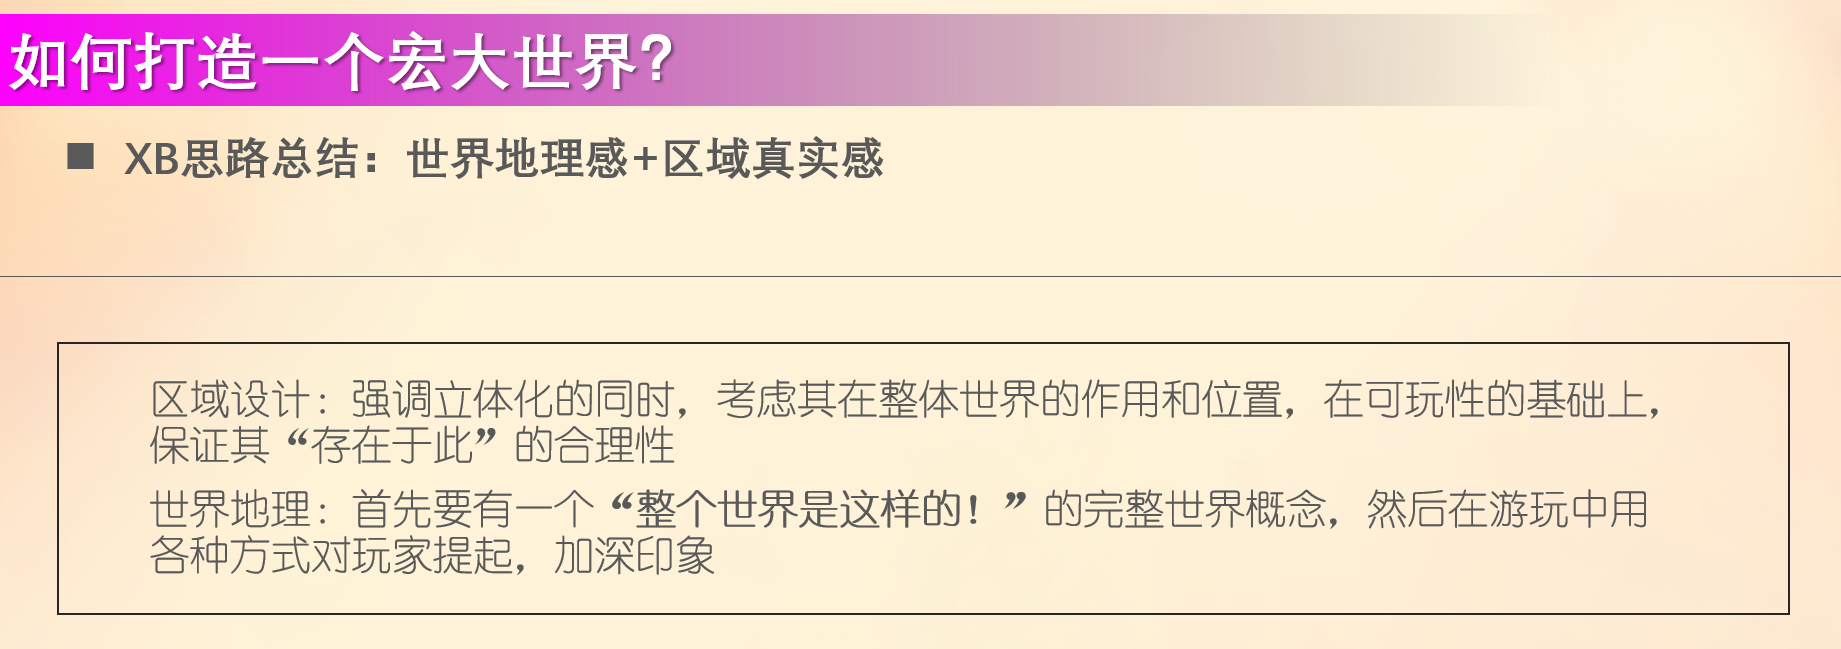 如何打造一个宏大世界?
■ XB思路总结：世界地理感+区域真实感
区域设计：强调立体化的同时，考虑其在整体世界的作用和位置，在可玩性的基础上，
保证其“存在于此”的合理性
世界地理：首先要有一个“整个世界是这样的！”的完整世界概念，然后在游玩中用
各种方式对玩家提起，加深印象